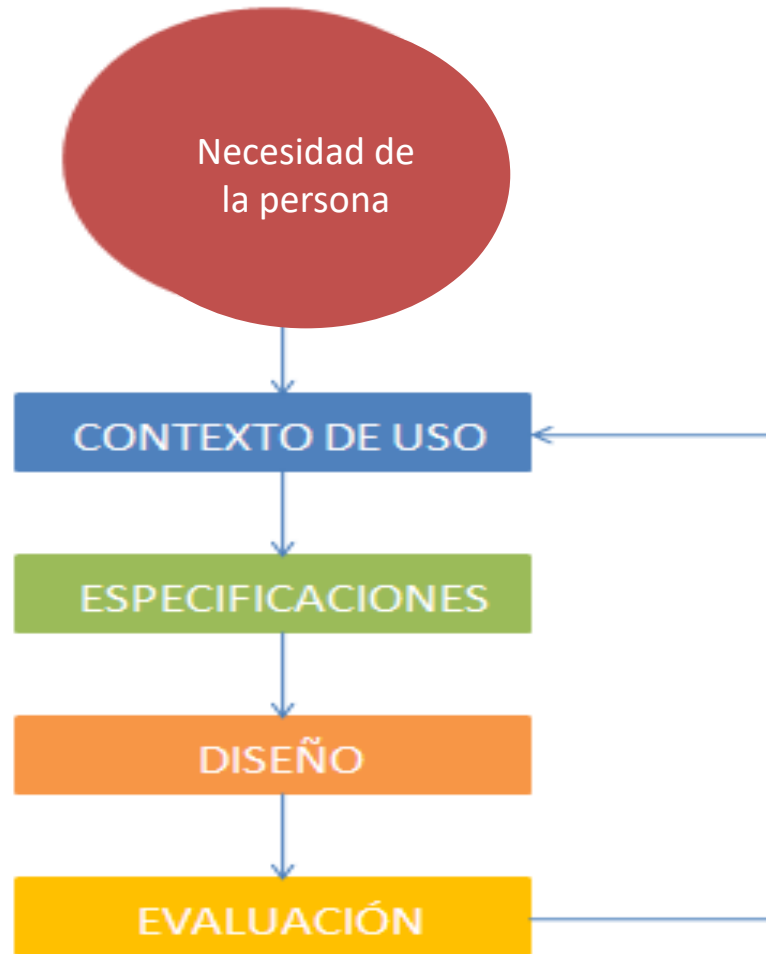 Necesidad de
la persona
CONTEXTO DE USO
ESPECIFICACIONES
DISEÑO
EVALUACIÓN